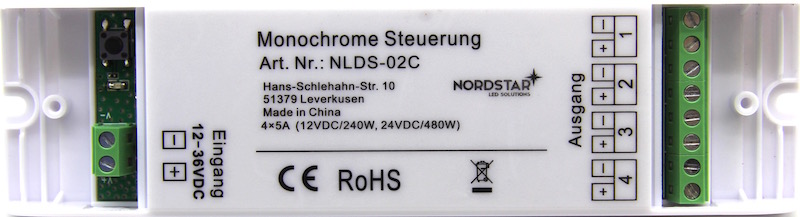 Monochrome Steuerung
Art. Nr.: NLDS-02C
Hans-Schlehahn-Str. 10
51379 Leverkusen
Made in China
4×5A (12VDC/240W, 24VDC/480W)
CE RoHS
NORDSTAR
LED SOLUTIONS
-V
Eingang
12-36VDC
− +
Ausgang
− + 1
− + 2
− + 3
− + 4